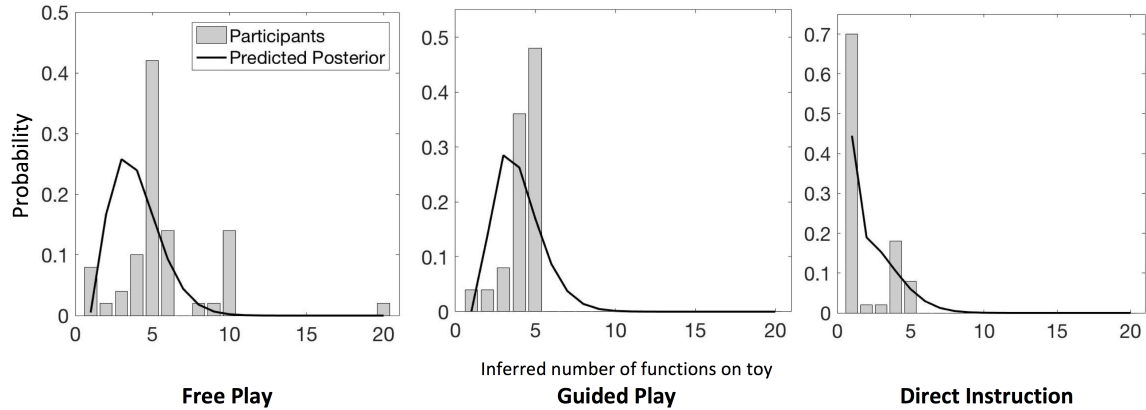 0.5
0.4
0.3
0.2
0.1
0
Probability
Participants
Predicted Posterior
0 5 10 15 20
Free Play
0.5
0.4
0.3
0.2
0.1
0
0 5 10 15 20
Inferred number of functions on toy
Guided Play
0.7
0.6
0.5
0.4
0.3
0.2
0.1
0
0 5 10 15 20
Direct Instruction